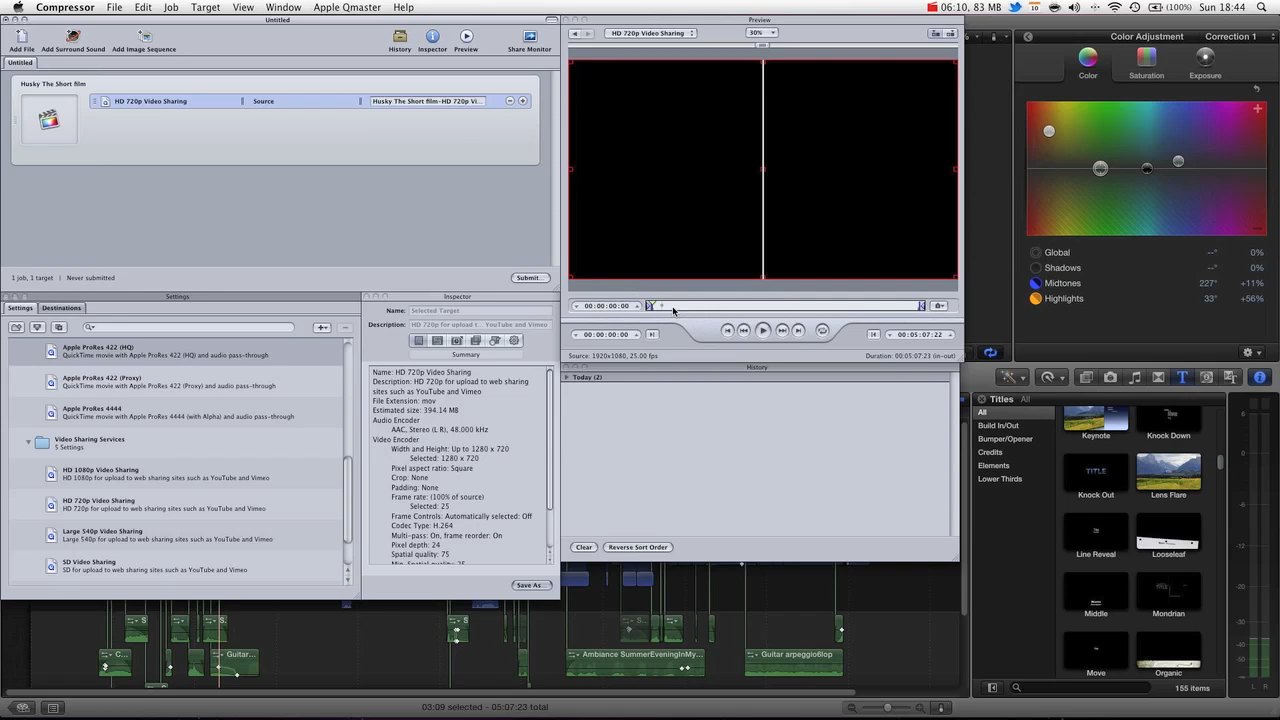 Compressor File Edit Job Target View Window Apple Qmaster Help 06:10, 83 MB (100%) Sun 18:44
Untitled
Add File Add Surround Sound Add Image Sequence History Inspector Preview Share Monitor
Untitled
Husky The Short film
HD 720p Video Sharing Source Husky The Short film-HD 720p Vi...
1 job, 1 target Never submitted Submit...
Preview
HD 720p Video Sharing 30%
00:00:00:00
00:00:00:00 00:05:07:22
Source: 1920x1080, 25.00 fps Duration: 00:05:07:23 (in-out)
Color Adjustment Correction 1
Color Saturation Exposure
Global --° 0%
Shadows --° 0%
Midtones 227° +11%
Highlights 33° +56%
Settings
Settings Destinations
Apple ProRes 422 (HQ)
QuickTime movie with Apple ProRes 422 (HQ) and audio pass-through
Apple ProRes 422 (Proxy)
QuickTime movie with Apple ProRes 422 (Proxy) and audio pass-through
Apple ProRes 4444
QuickTime movie with Apple ProRes 4444 (with Alpha) and audio pass-through
Video Sharing Services
5 Settings
HD 1080p Video Sharing
HD 1080p for upload to web sharing sites such as YouTube and Vimeo
HD 720p Video Sharing
HD 720p for upload to web sharing sites such as YouTube and Vimeo
Large 540p Video Sharing
Large 540p for upload to web sharing sites such as YouTube and Vimeo
SD Video Sharing
SD for upload to web sharing sites such as YouTube and Vimeo
Inspector
Name: Selected Target
Description: HD 720p for upload t... YouTube and Vimeo
Summary
Name: HD 720p Video Sharing
Description: HD 720p for upload to web sharing
sites such as YouTube and Vimeo
File Extension: mov
Estimated size: 394.14 MB
Audio Encoder
AAC, Stereo (L R), 48.000 kHz
Video Encoder
Width and Height: Up to 1280 x 720
Selected: 1280 x 720
Pixel aspect ratio: Square
Crop: None
Padding: None
Frame rate: (100% of source)
Selected: 25
Frame Controls: Automatically selected: Off
Codec Type: H.264
Multi-pass: On, frame reorder: On
Pixel depth: 24
Spatial quality: 75
Min. Spatial quality: 25
Save As...
History
Today (2)
Clear Reverse Sort Order
Titles All
All
Build In/Out
Bumper/Opener
Credits
Elements
Lower Thirds
Keynote Knock Down
Knock Out Lens Flare
TITLE
Line Reveal Looseleaf
Middle Mondrian
Move Organic
155 items
6
0
-6
-12
-20
-30
-40
-50
L R
S S S S
C... Guitar... Ambiance SummerEveningInMy... Guitar arpeggio6lop
03:09 selected - 05:07:23 total